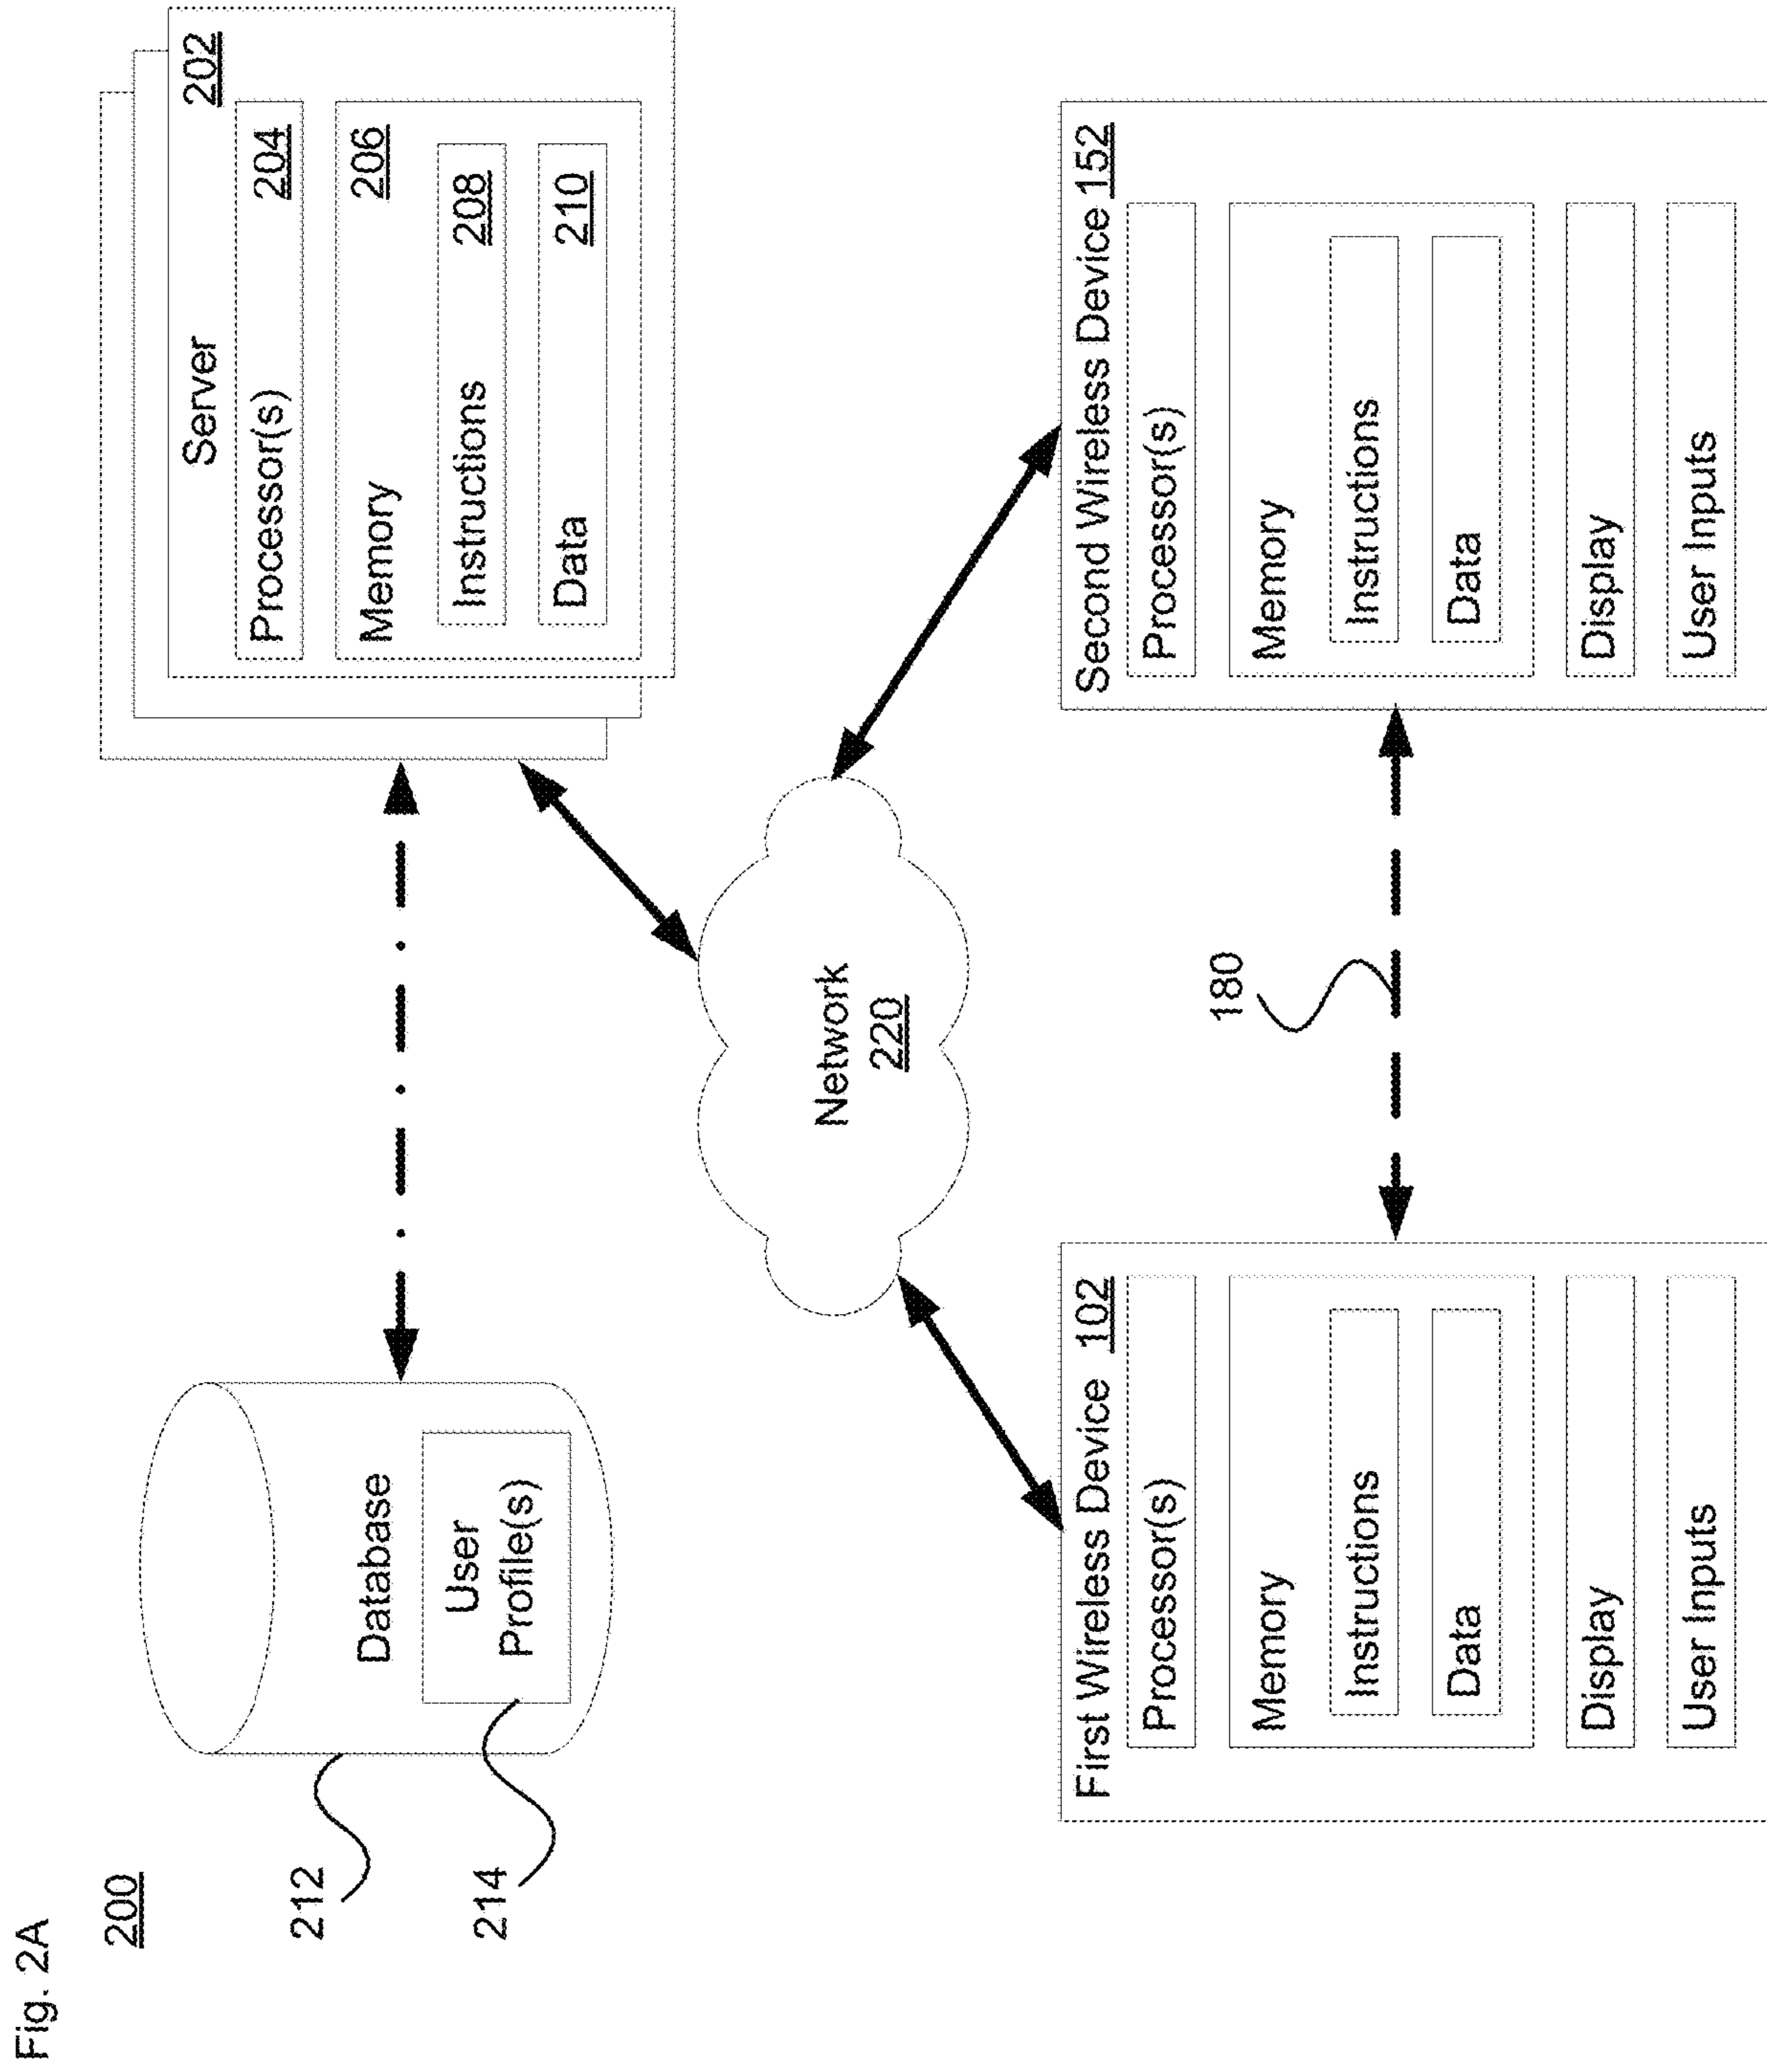 Fig. 2A
200
212
214
Database
User
Profile(s)
Server 202
Processor(s) 204
Memory 206
Instructions 208
Data 210
Network
220
First Wireless Device 102
Processor(s)
Memory
Instructions
Data
Display
User Inputs
180
Second Wireless Device 152
Processor(s)
Memory
Instructions
Data
Display
User Inputs